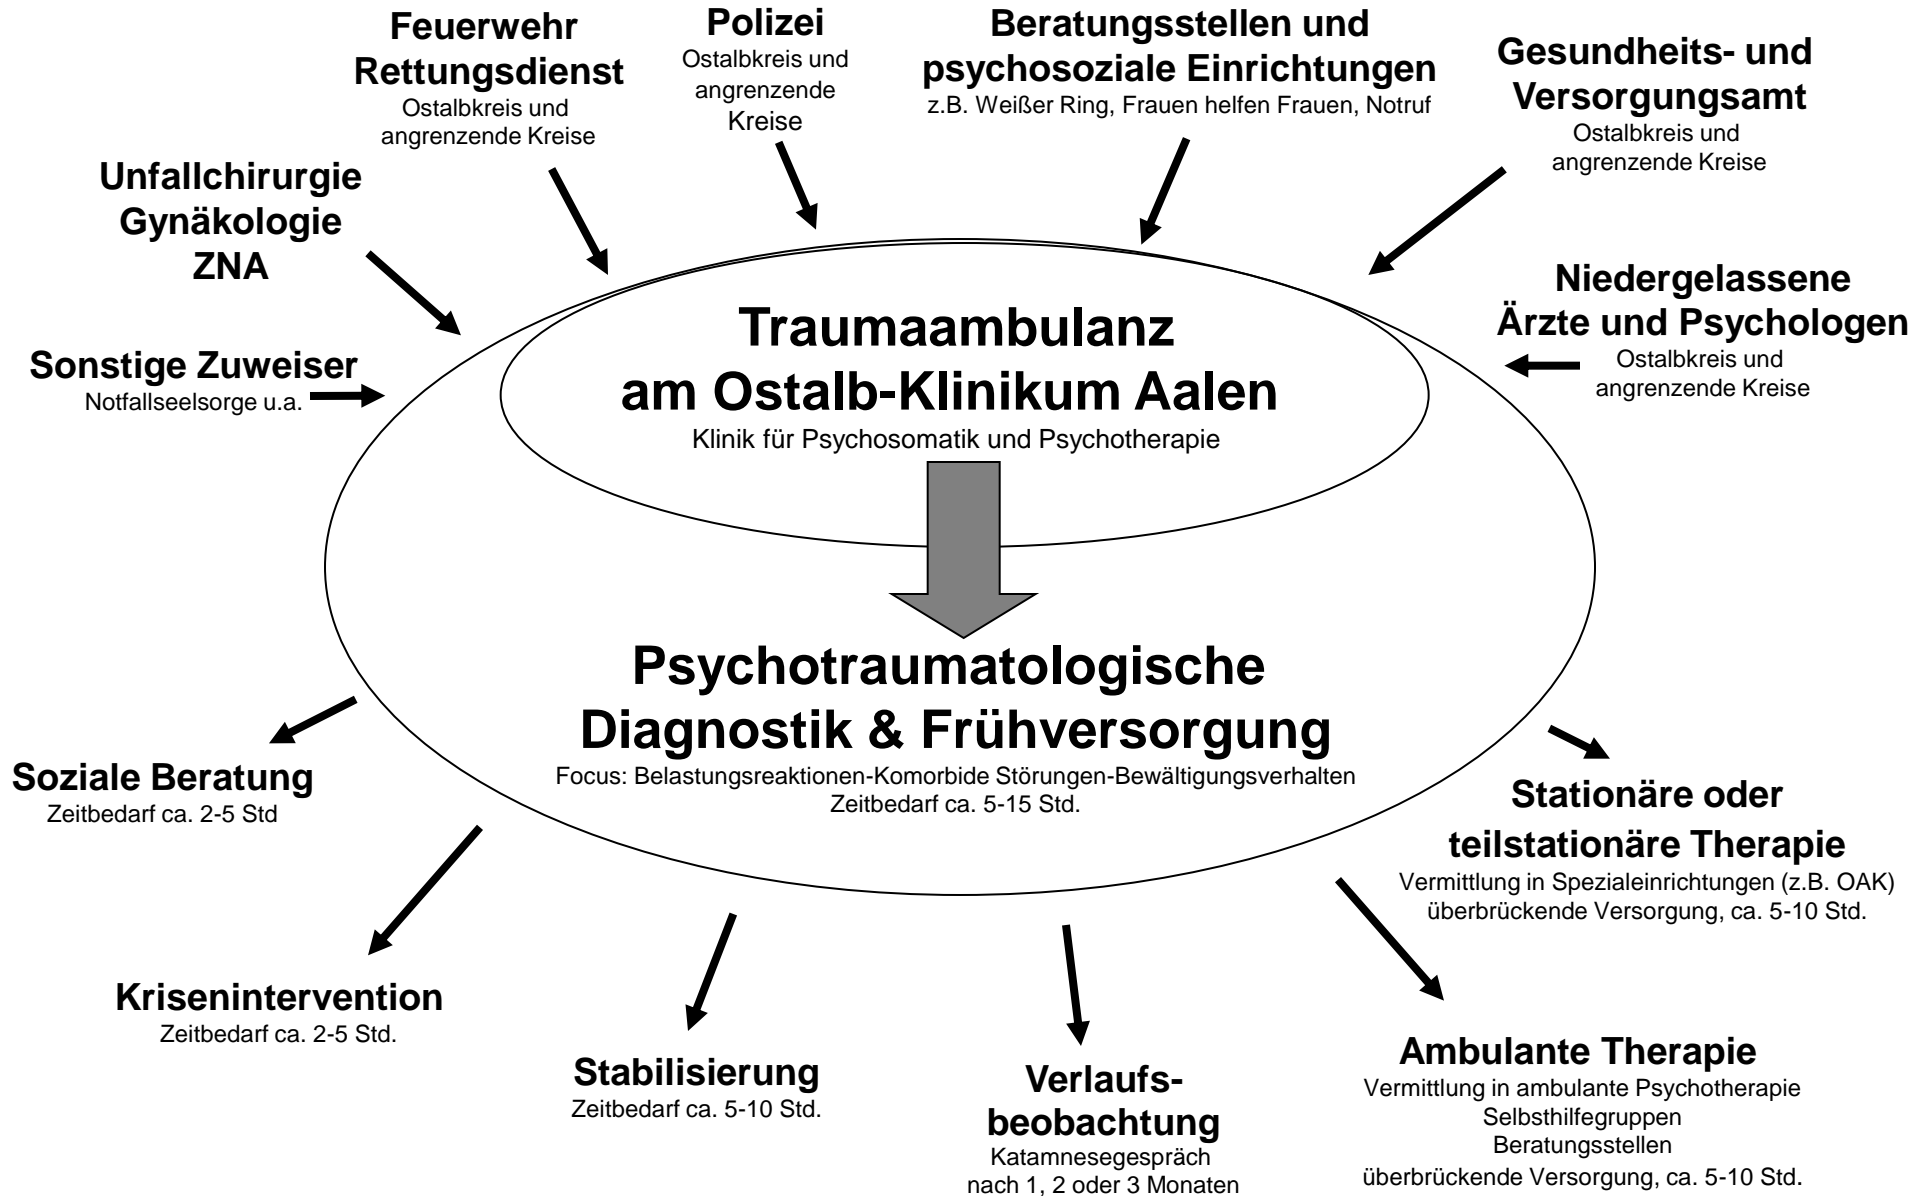 Feuerwehr
Rettungsdienst
Ostalbkreis und
angrenzende Kreise
Polizei
Ostalbkreis und
angrenzende
Kreise
Beratungsstellen und
psychosoziale Einrichtungen
z.B. Weißer Ring, Frauen helfen Frauen, Notruf
Gesundheits- und
Versorgungsamt
Ostalbkreis und
angrenzende Kreise
Unfallchirurgie
Gynäkologie
ZNA
Niedergelassene
Ärzte und Psychologen
Ostalbkreis und
angrenzende Kreise
Sonstige Zuweiser
Notfallseelsorge u.a.
Traumaambulanz
am Ostalb-Klinikum Aalen
Klinik für Psychosomatik und Psychotherapie
Psychotraumatologische
Diagnostik & Frühversorgung
Focus: Belastungsreaktionen-Komorbide Störungen-Bewältigungsverhalten
Zeitbedarf ca. 5-15 Std.
Soziale Beratung
Zeitbedarf ca. 2-5 Std
Krisenintervention
Zeitbedarf ca. 2-5 Std.
Stabilisierung
Zeitbedarf ca. 5-10 Std.
Verlaufs-
beobachtung
Katamnesegespräch
nach 1, 2 oder 3 Monaten
Ambulante Therapie
Vermittlung in ambulante Psychotherapie
Selbsthilfegruppen
Beratungsstellen
überbrückende Versorgung, ca. 5-10 Std.
Stationäre oder
teilstationäre Therapie
Vermittlung in Spezialeinrichtungen (z.B. OAK)
überbrückende Versorgung, ca. 5-10 Std.